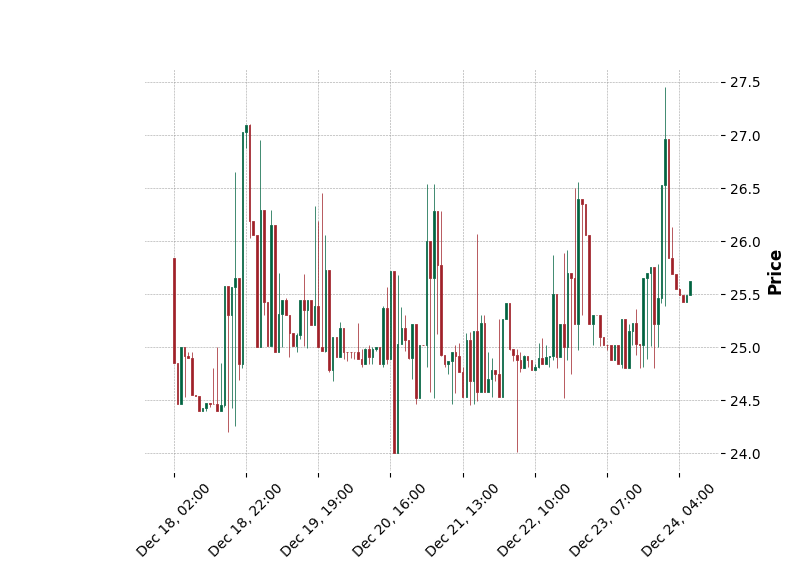 27.5
27.0
26.5
26.0
25.5
25.0
24.5
24.0
Price
Dec 18, 02:00
Dec 18, 22:00
Dec 19, 19:00
Dec 20, 16:00
Dec 21, 13:00
Dec 22, 10:00
Dec 23, 07:00
Dec 24, 04:00